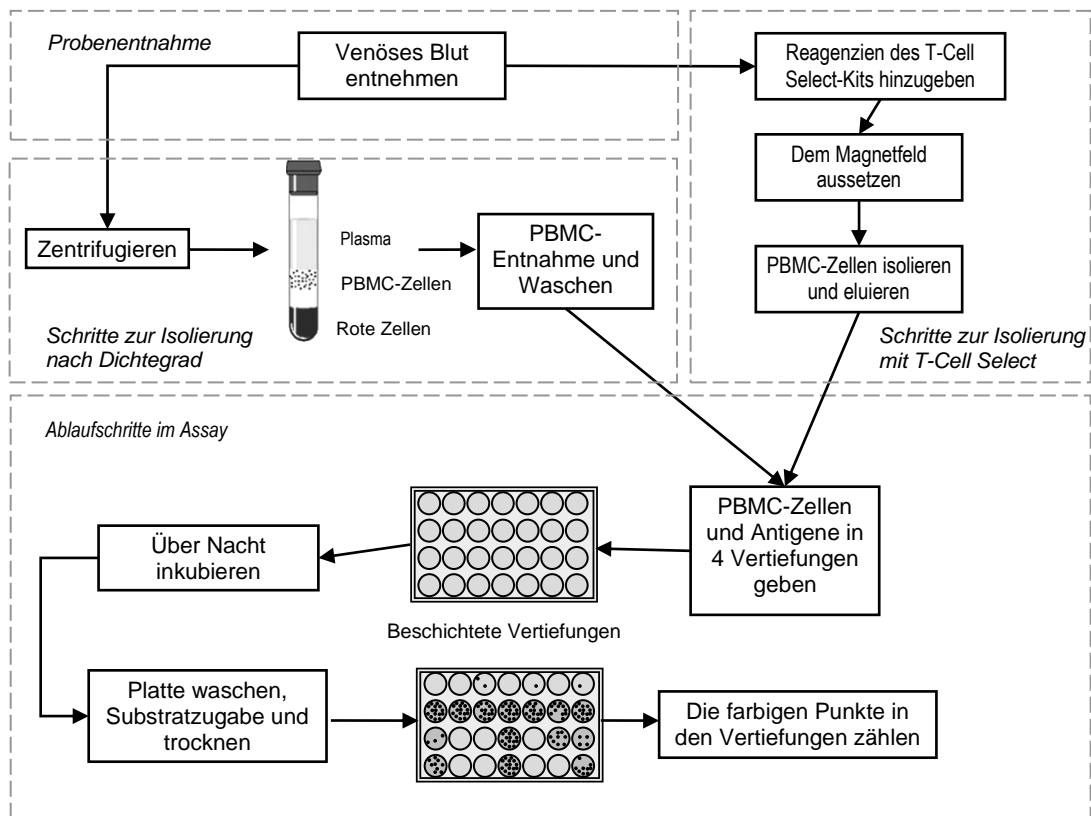 Probenentnahme
Venöses Blut
entnehmen
Reagenzien des T-Cell
Select-Kits hinzugeben
Dem Magnetfeld
aussetzen
PBMC-Zellen isolieren
und eluieren
Schritte zur Isolierung
mit T-Cell Select
Zentrifugieren
Plasma
PBMC-Zellen
Rote Zellen
PBMC-
Entnahme und
Waschen
Schritte zur Isolierung
nach Dichtegrad
Ablaufschritte im Assay
PBMC-Zellen
und Antigene in
4 Vertiefungen
geben
Über Nacht
inkubieren
Beschichtete Vertiefungen
Platte waschen,
Substratzugabe und
trocknen
Die farbigen Punkte in
den Vertiefungen zählen